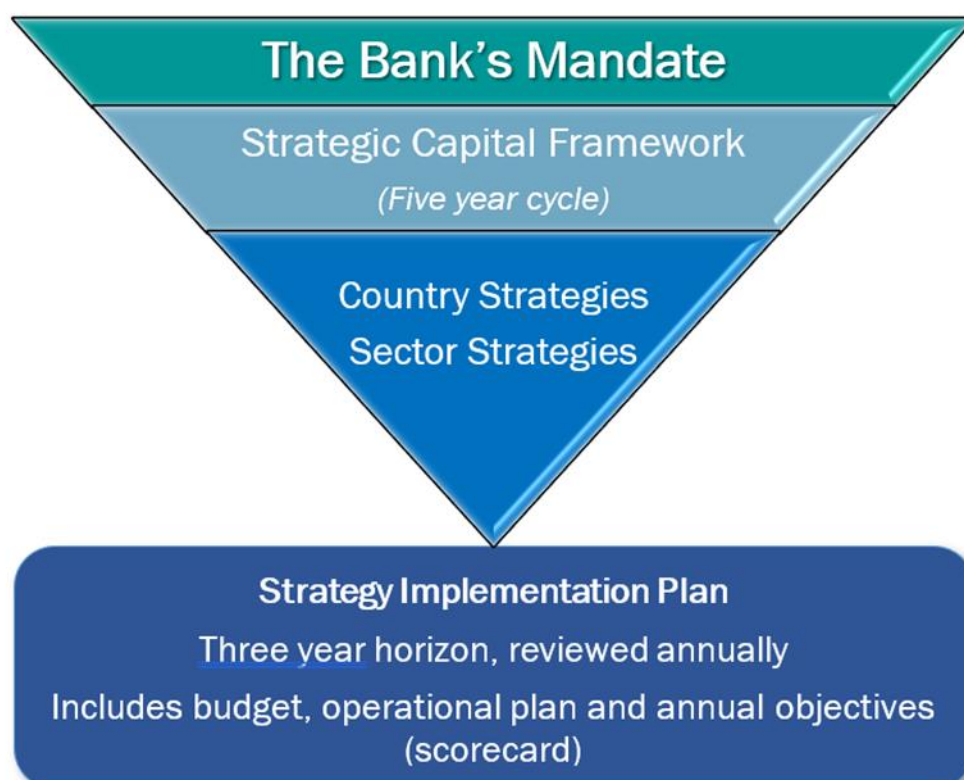 The Bank's Mandate
Strategic Capital Framework
(Five year cycle)
Country Strategies
Sector Strategies
Strategy Implementation Plan
Three year horizon, reviewed annually
Includes budget, operational plan and annual objectives
(scorecard)